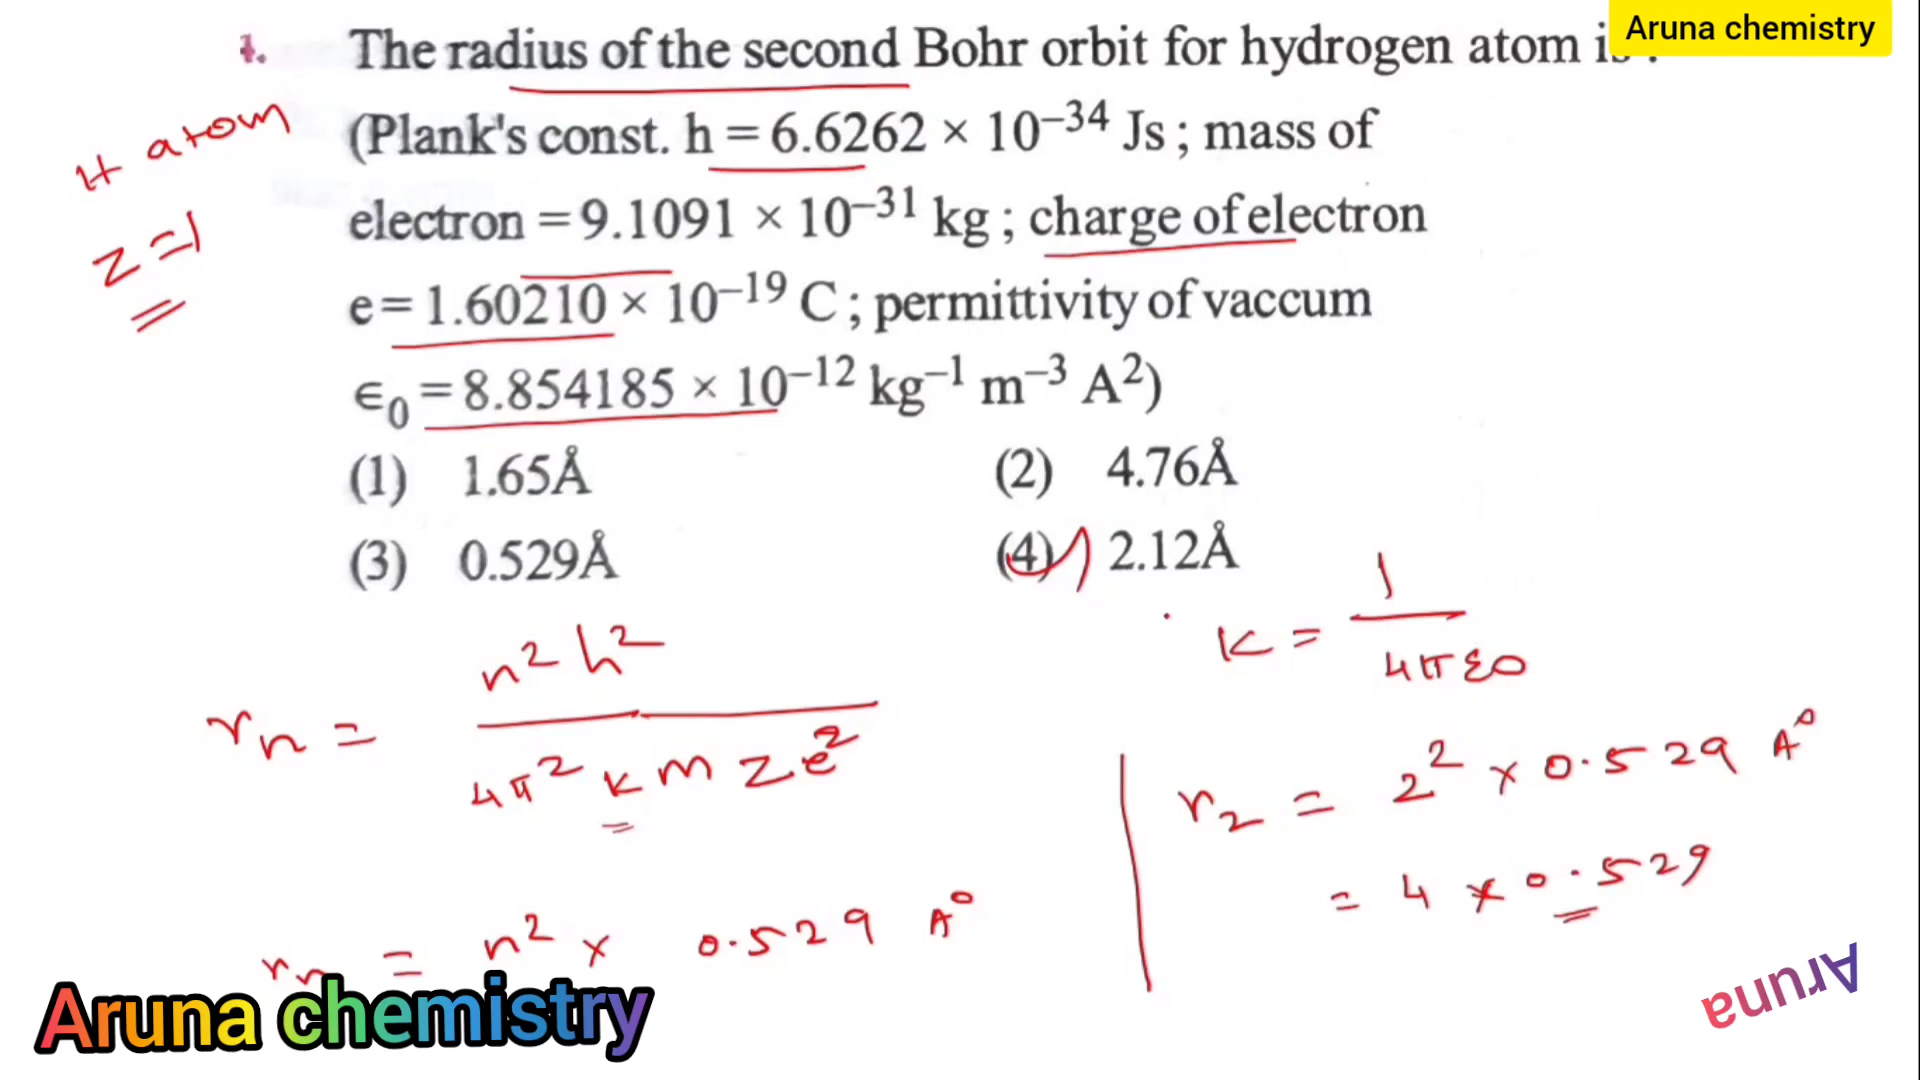 Aruna chemistry
1. The radius of the second Bohr orbit for hydrogen atom
(Plank's const. h = 6.6262 × 10⁻³⁴ Js ; mass of
electron = 9.1091 × 10⁻³¹ kg ; charge of electron
e = 1.60210 × 10⁻¹⁹ C ; permittivity of vaccum
∈₀ = 8.854185 × 10⁻¹² kg⁻¹ m⁻³ A²)
(1) 1.65Å (2) 4.76Å
(3) 0.529Å (4) 2.12Å
H atom
Z=1
K = 1 / 4πε0
rₙ = n²h² / 4π² K m Z e²
rₙ = n² × 0.529 A°
r₂ = 2² × 0.529 A°
= 4 × 0.529
Aruna chemistry
Aruna